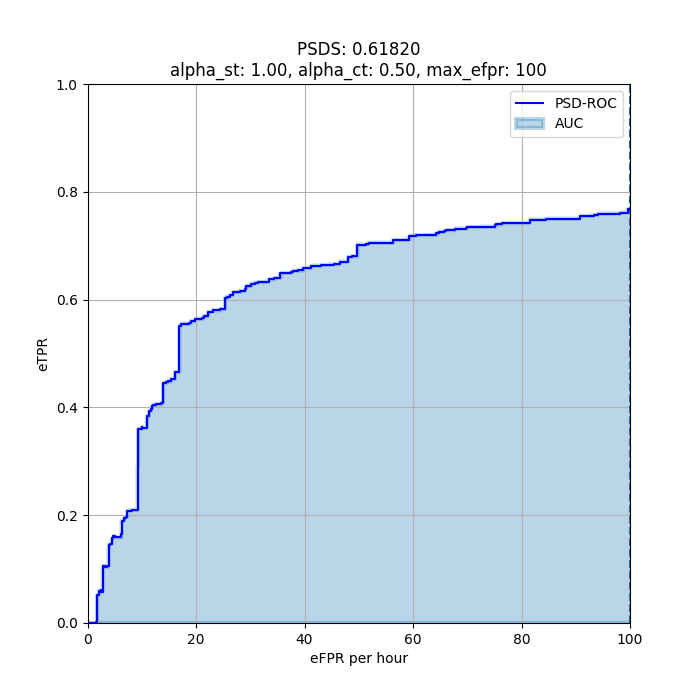 PSDS: 0.61820
alpha_st: 1.00, alpha_ct: 0.50, max_efpr: 100
PSD-ROC
AUC
1.0
0.8
0.6
0.4
0.2
0.0
eTPR
0 20 40 60 80 100
eFPR per hour